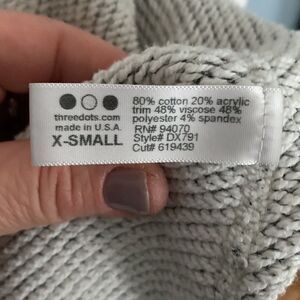 80% cotton 20% acrylic
trim 48% viscose 48%
polyester 4% spandex
RN# 94070
Style# DX791
Cut# 619439
threedots.com
made in U.S.A.
X-SMALL